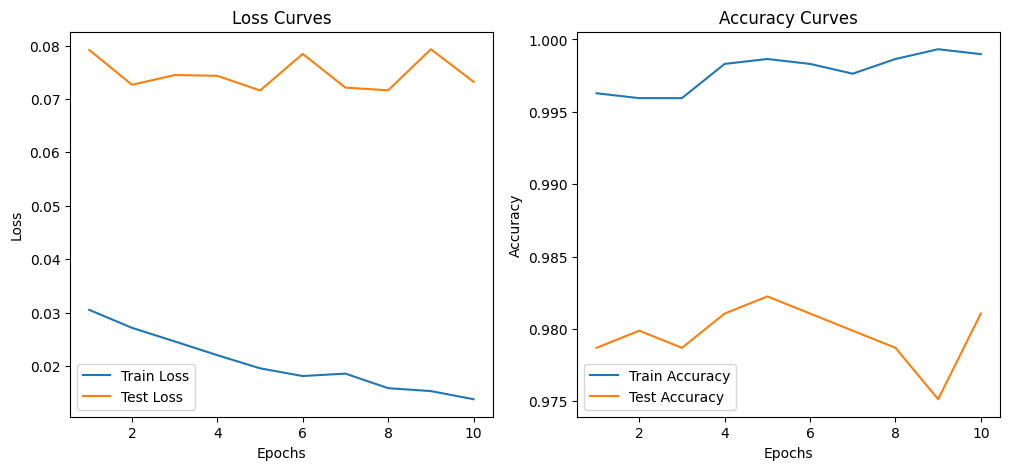 Loss Curves
0.08
0.07
0.06
0.05
0.04
0.03
0.02
Loss
Train Loss
Test Loss
2
4
6
8
10
Epochs
Accuracy Curves
1.000
0.995
0.990
0.985
0.980
0.975
Accuracy
Train Accuracy
Test Accuracy
2
4
6
8
10
Epochs